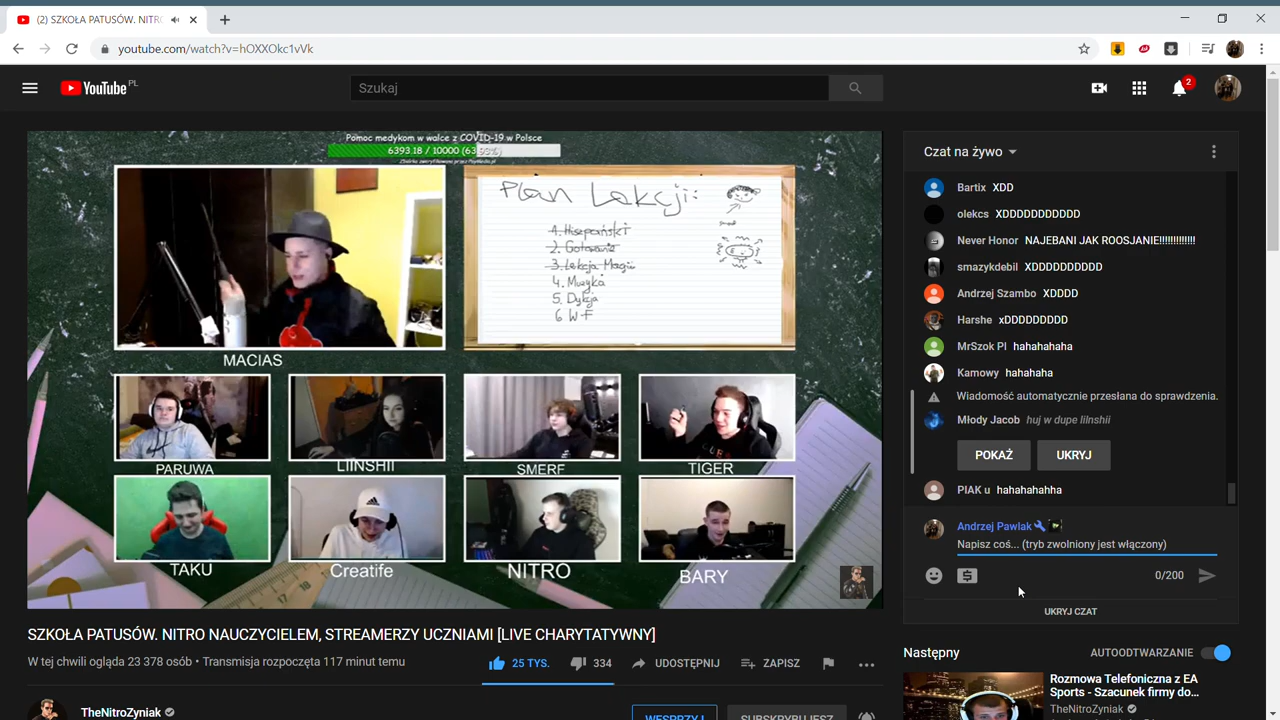 (2) SZKOŁA PATUSÓW. NITR
youtube.com/watch?v=hOXXOkc1vVk
YouTube PL
Szukaj
2
Pomoc medykom w walce z COVID-19 w Polsce
6393.18 / 10000 (63.93%)
Plan Lekcji:
1. Hiszpański
2. Gotowanie
3. Lekcja Magii
4. Muzyka
5. Dykcja
6 W-F
MACIAS
PARUWA
LIINSHII
SMERF
TIGER
TAKU
Creatife
NITRO
BARY
Czat na żywo
Bartix XDD
olekcs XDDDDDDDDDDD
Never Honor NAJEBANI JAK ROOSJANIE!!!!!!!!!!!!!
smazykdebil XDDDDDDDDDD
Andrzej Szambo XDDDD
Harshe xDDDDDDDDD
MrSzok Pl hahahahaha
Kamowy hahahaha
Wiadomość automatycznie przesłana do sprawdzenia.
Młody Jacob huj w dupe liinshii
POKAŻ UKRYJ
PIAK u hahahahahha
Andrzej Pawlak
Napisz coś... (tryb zwolniony jest włączony)
0/200
UKRYJ CZAT
SZKOŁA PATUSÓW. NITRO NAUCZYCIELEM, STREAMERZY UCZNIAMI [LIVE CHARYTATYWNY]
W tej chwili ogląda 23 378 osób • Transmisja rozpoczęta 117 minut temu
25 TYS. 334 UDOSTĘPNIJ ZAPISZ
TheNitroZyniak
WESPRZYJ SUBSKRYBUJESZ
Następny AUTOODTWARZANIE
Rozmowa Telefoniczna z EA
Sports - Szacunek firmy do...
TheNitroZyniak